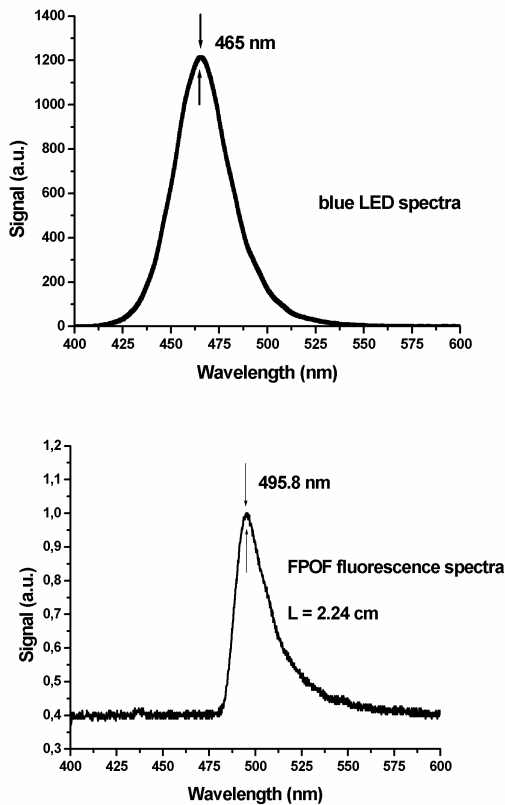 465 nm
1400
1200
1000
800
600
400
200
0
Signal (a.u.)
blue LED spectra
400 425 450 475 500 525 550 575 600
Wavelength (nm)
1,2
1,1
1,0
0,9
0,8
0,7
0,6
0,5
0,4
0,3
Signal (a.u.)
495.8 nm
FPOF fluorescence spectra
L = 2.24 cm
400 425 450 475 500 525 550 575 600
Wavelength (nm)